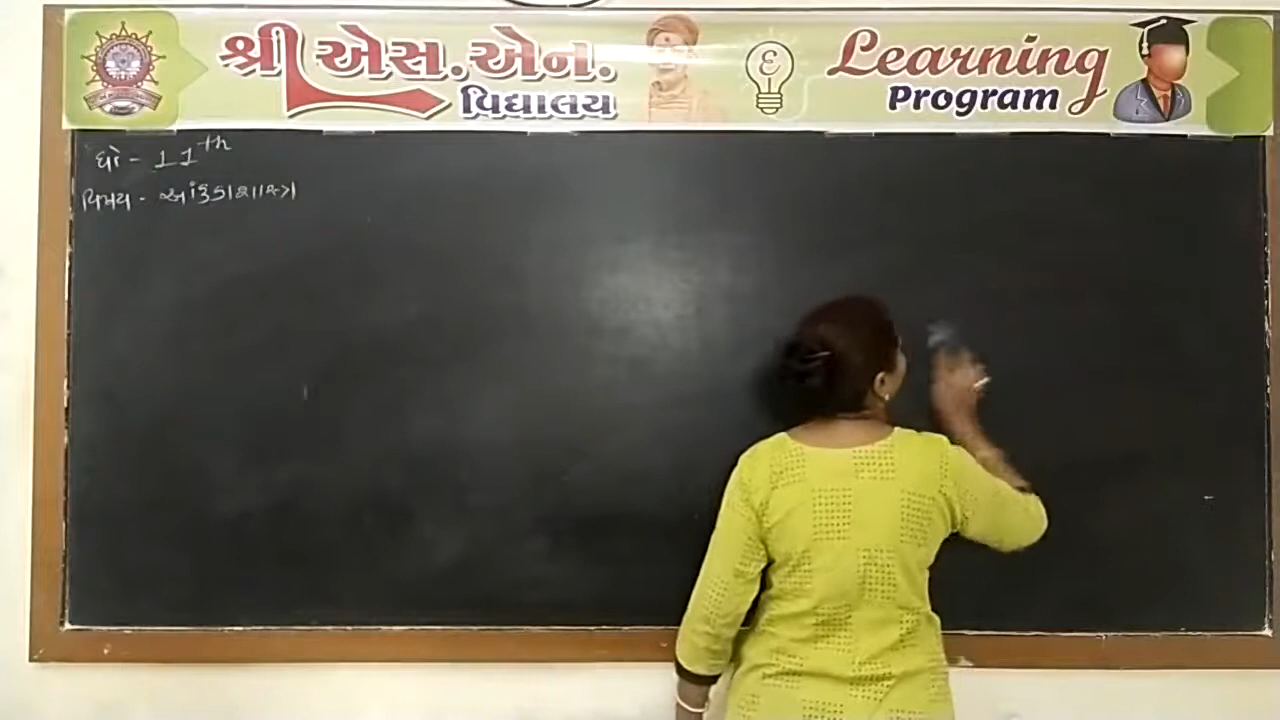 શ્રી એસ.એન.
વિદ્યાલય
Learning
Program
ધો - 11th
વિષય - આંકડાશાસ્ત્ર